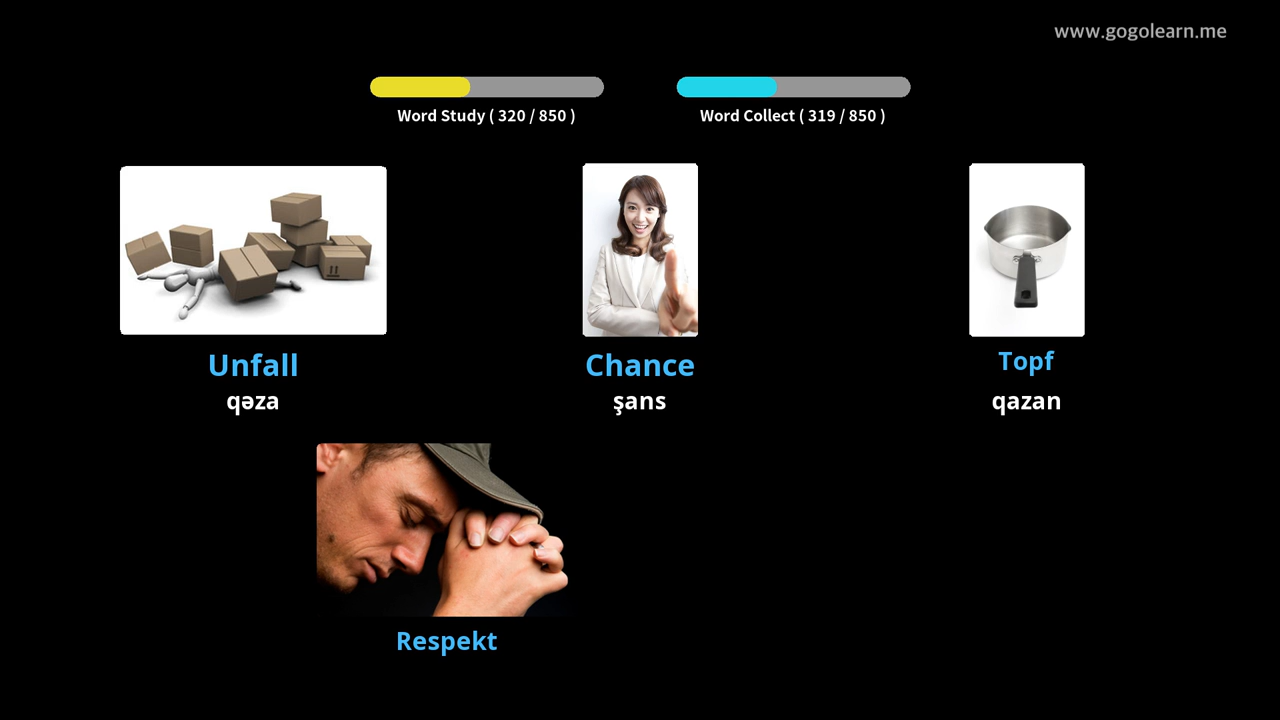 www.gogolearn.me
Word Study ( 320 / 850 )
Word Collect ( 319 / 850 )
Unfall
qəza
Chance
şans
Topf
qazan
Respekt